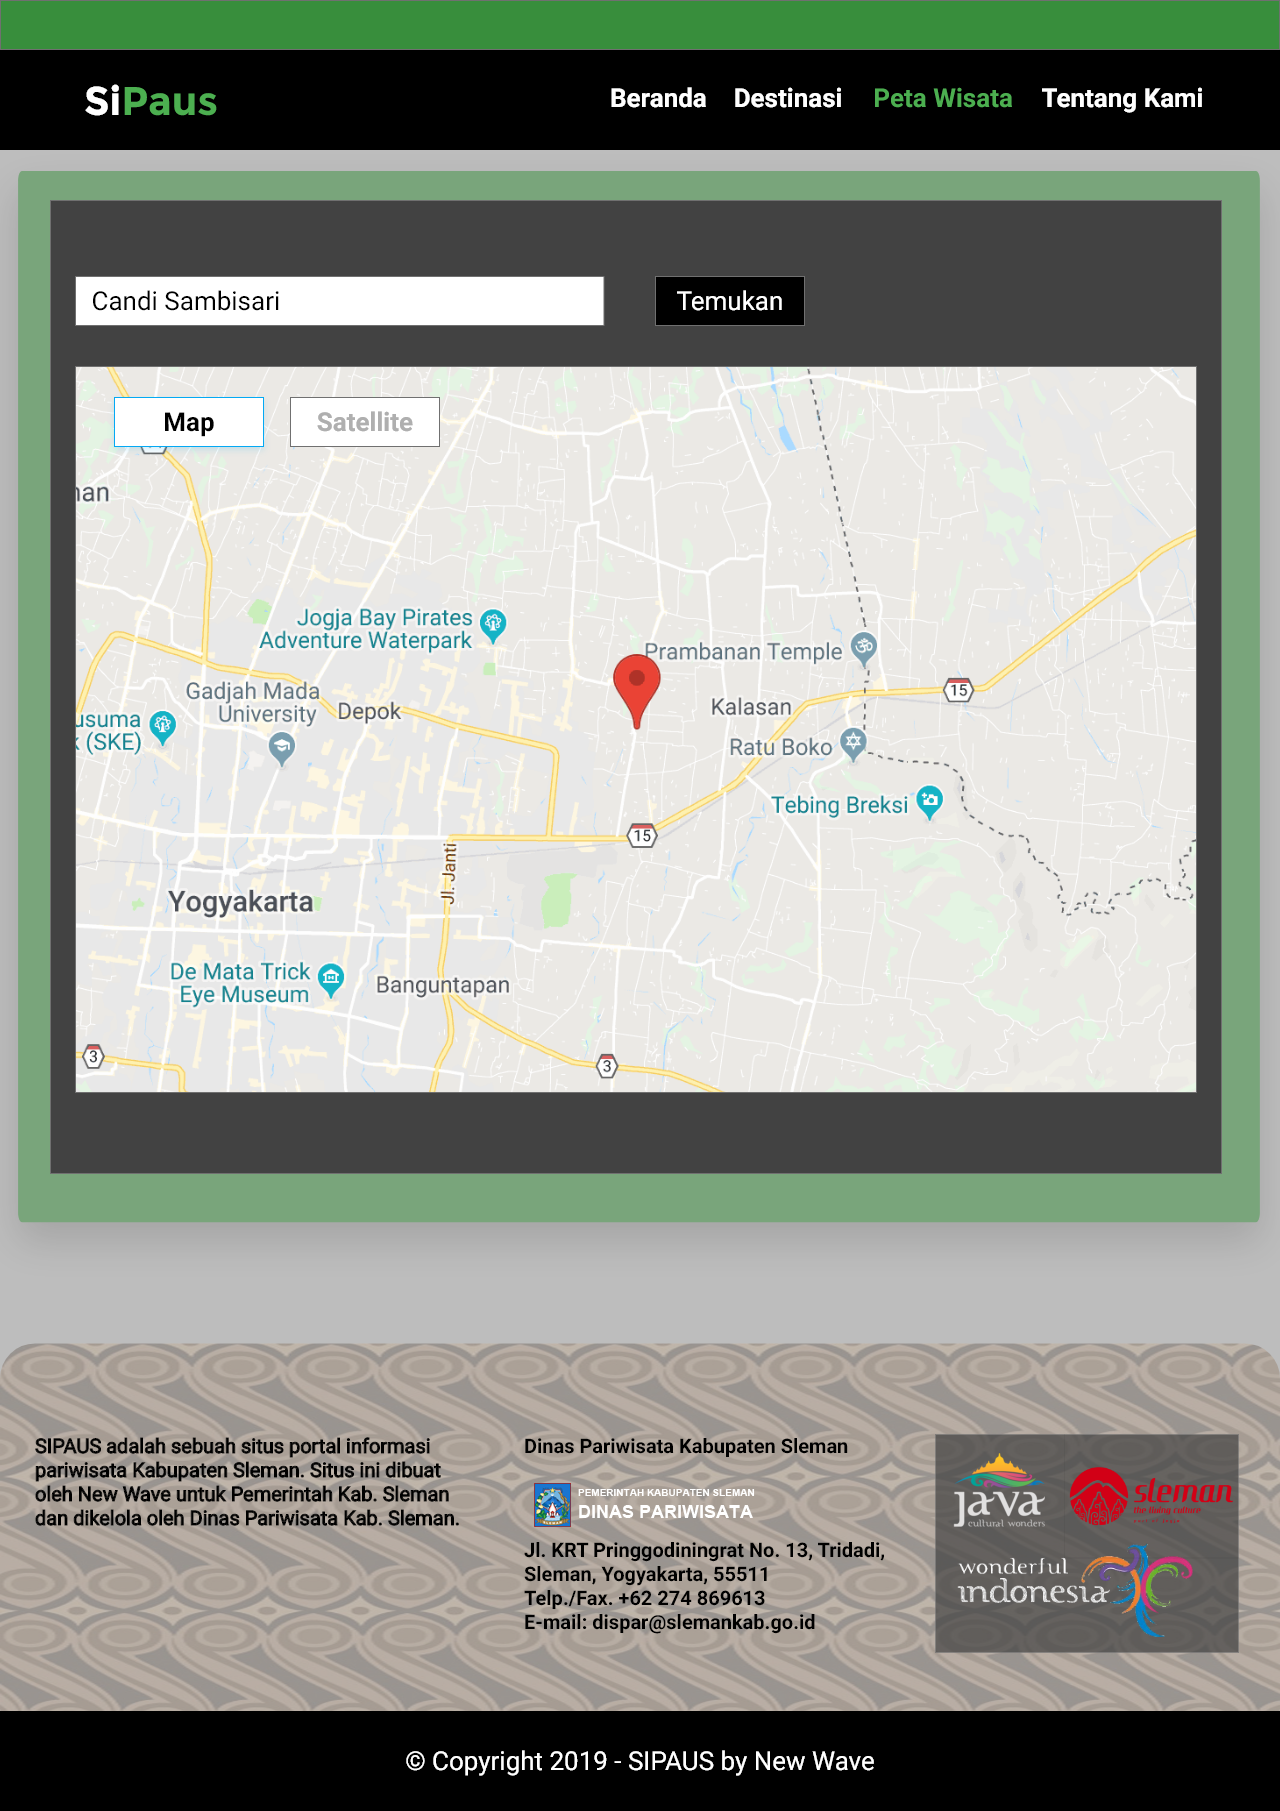 SiPaus
Beranda
Destinasi
Peta Wisata
Tentang Kami
Candi Sambisari
Temukan
Map
Satellite
nan
Jogja Bay Pirates
Adventure Waterpark
Prambanan Temple
15
Gadjah Mada
University
Depok
Kalasan
usuma
(SKE)
Ratu Boko
Tebing Breksi
15
Jl. Janti
Yogyakarta
De Mata Trick
Eye Museum
Banguntapan
3
3
SIPAUS adalah sebuah situs portal informasi
pariwisata Kabupaten Sleman. Situs ini dibuat
oleh New Wave untuk Pemerintah Kab. Sleman
dan dikelola oleh Dinas Pariwisata Kab. Sleman.
Dinas Pariwisata Kabupaten Sleman
PEMERINTAH KABUPATEN SLEMAN
DINAS PARIWISATA
Jl. KRT Pringgodiningrat No. 13, Tridadi,
Sleman, Yogyakarta, 55511
Telp./Fax. +62 274 869613
E-mail: dispar@slemankab.go.id
java
cultural wonders
sleman
the living culture
wonderful
indonesia
© Copyright 2019 - SIPAUS by New Wave